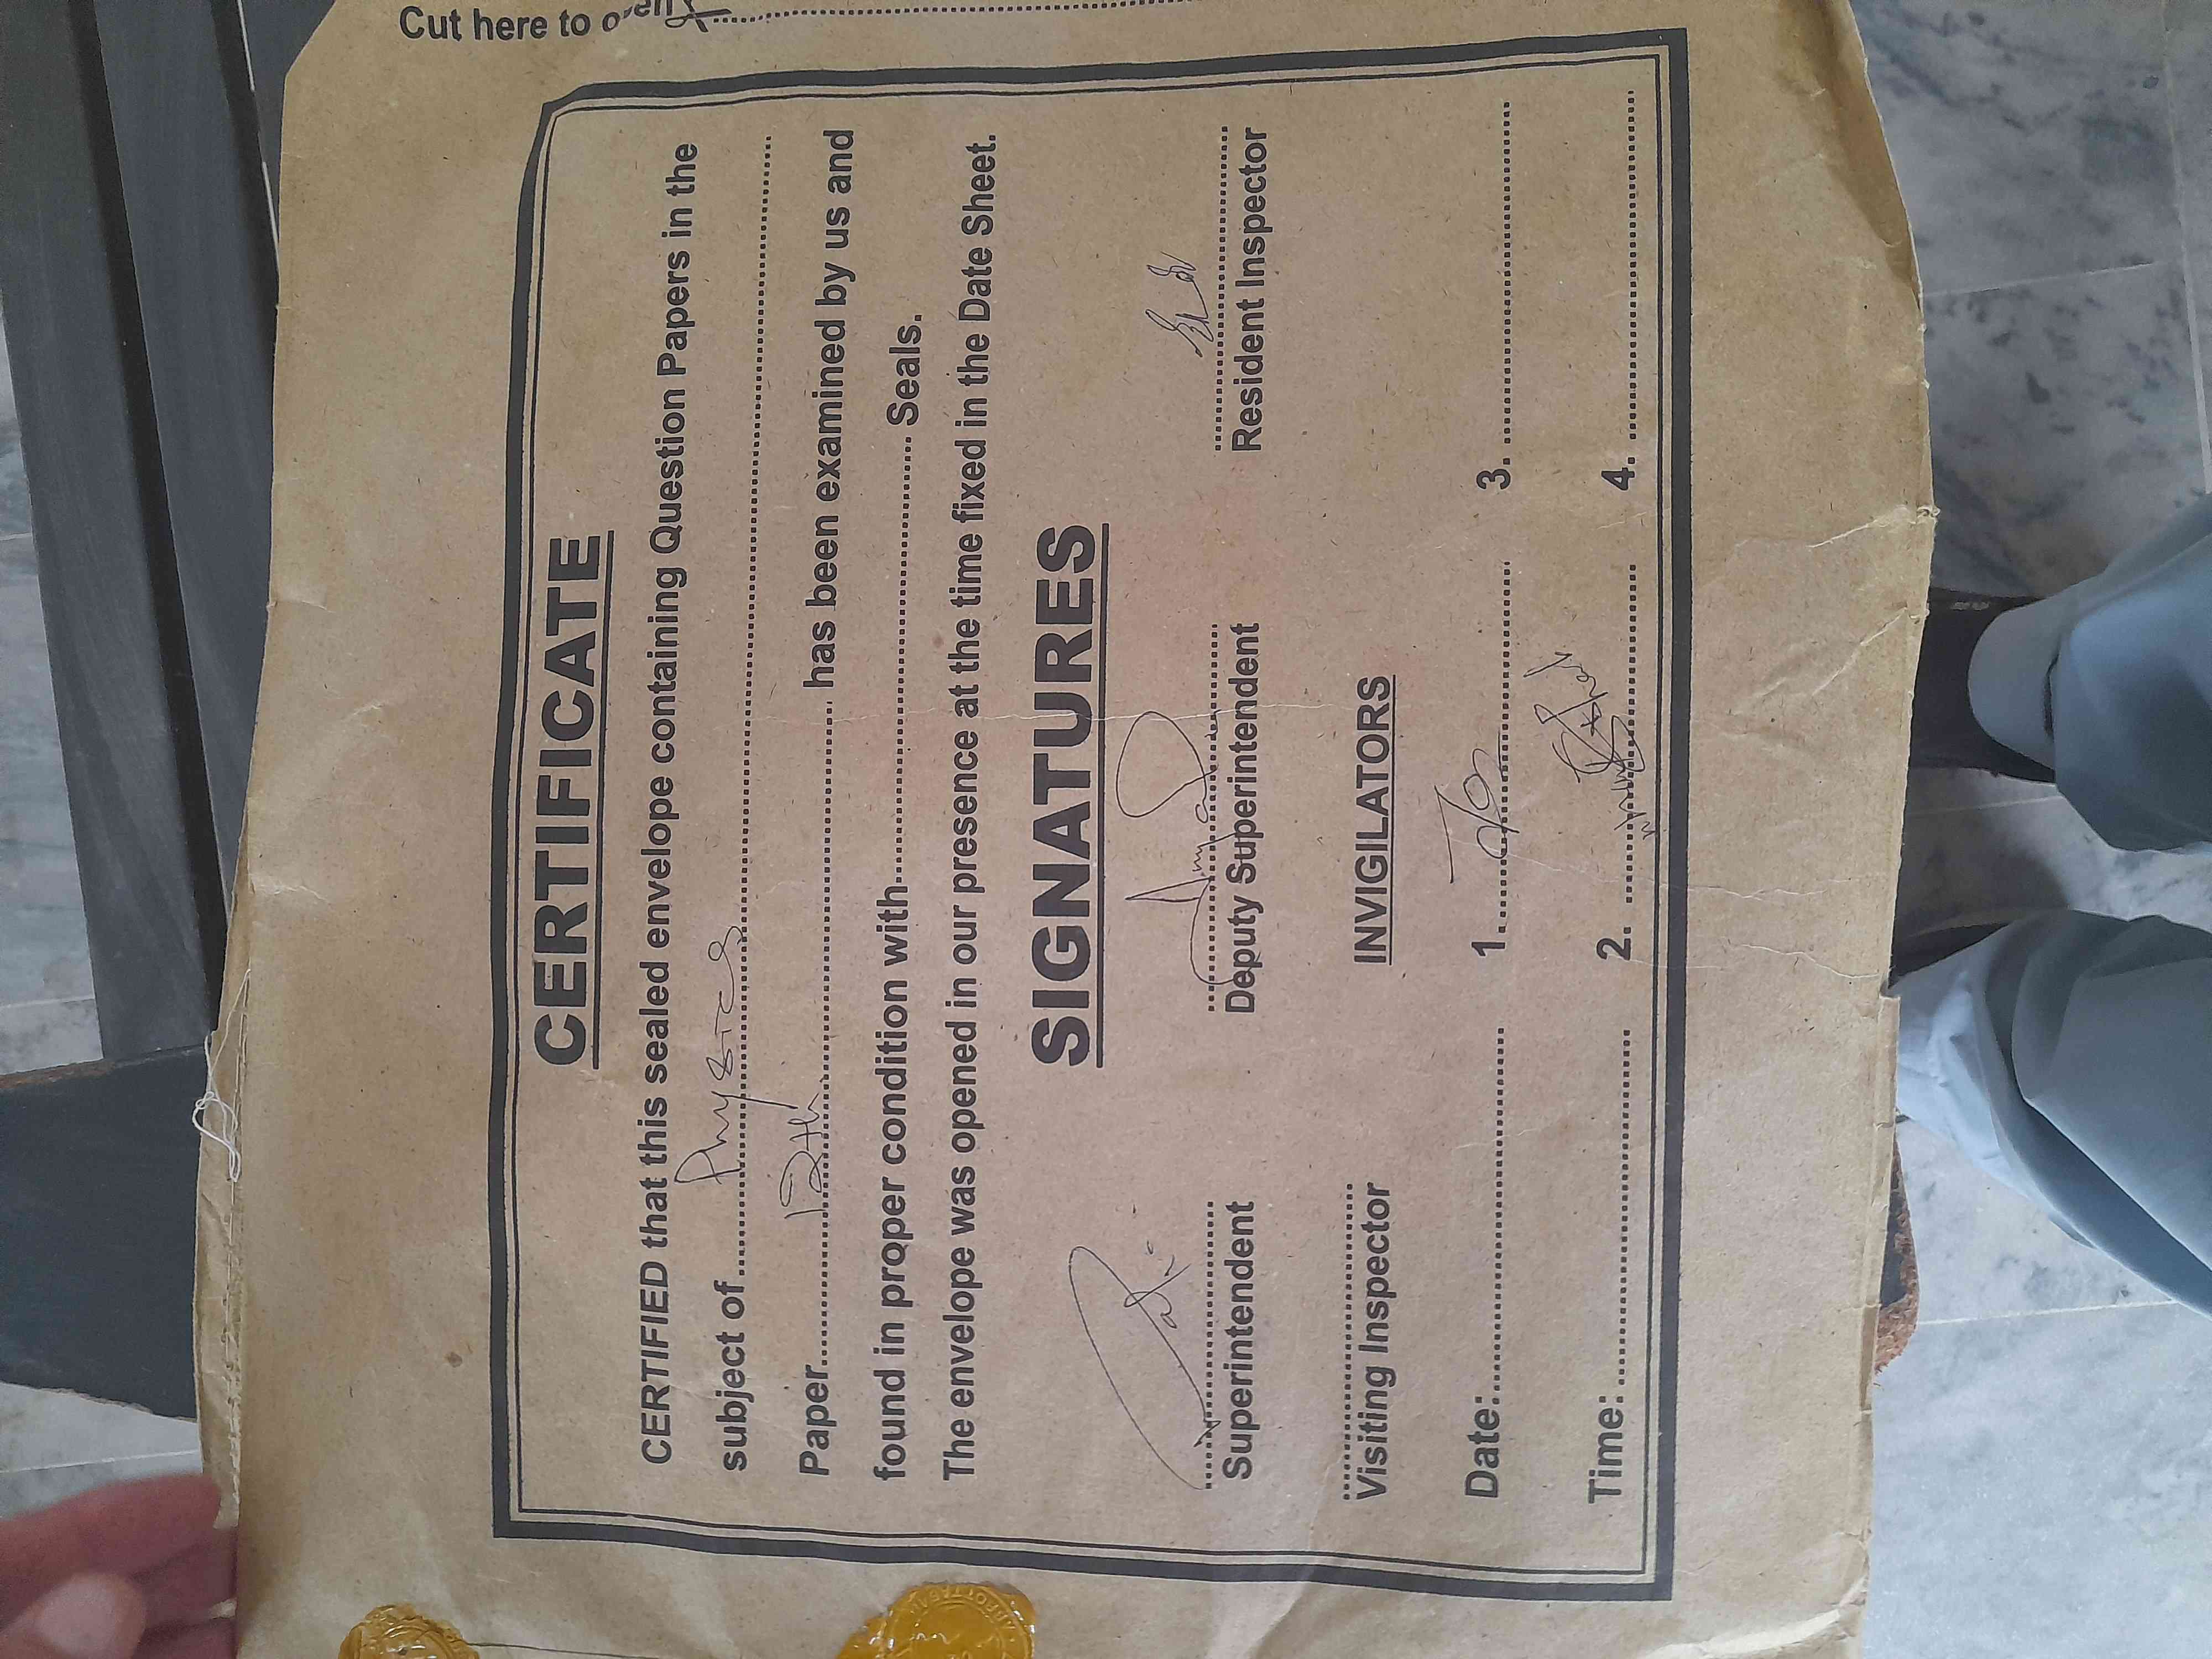 Cut here to open
CERTIFICATE
CERTIFIED that this sealed envelope containing Question Papers in the
subject of........Physics........
Paper........12th........ has been examined by us and
found in proper condition with........ Seals.
The envelope was opened in our presence at the time fixed in the Date Sheet.
SIGNATURES
Superintendent Deputy Superintendent Resident Inspector
Visiting Inspector INVIGILATORS
Date:........ 1......... 3. ........
Time: ........ 2. ........ 4. ........